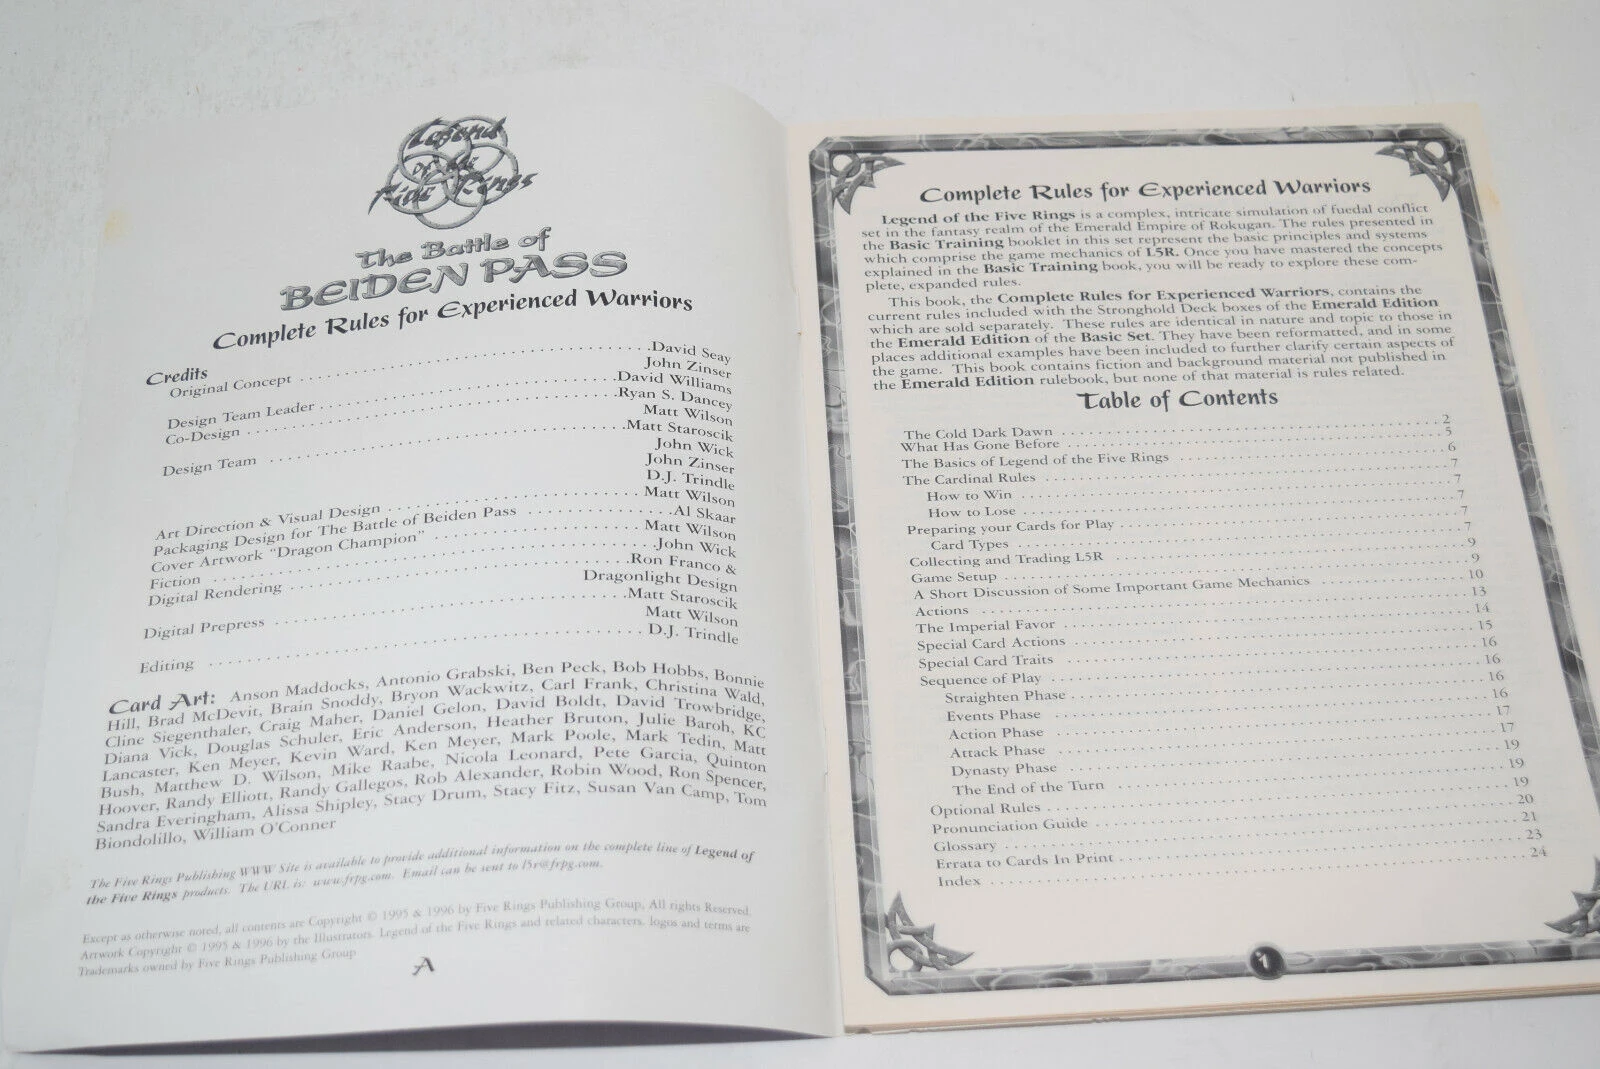 Legend
of the
Five Rings
The Battle of
BEIDEN PASS
Complete Rules for Experienced Warriors
Credits
Original Concept . . . . . David Seay
John Zinser
Design Team Leader . . . . . David Williams
Co-Design . . . . . Ryan S. Dancey
Matt Wilson
Design Team . . . . . Matt Staroscik
John Wick
John Zinser
D.J. Trindle
Art Direction & Visual Design . . . . . Matt Wilson
Packaging Design for The Battle of Beiden Pass . . . . . Al Skaar
Cover Artwork “Dragon Champion” . . . . . Matt Wilson
Fiction . . . . . John Wick
Digital Rendering . . . . . Ron Franco &
Dragonlight Design
Digital Prepress . . . . . Matt Staroscik
Matt Wilson
Editing . . . . . D.J. Trindle
Card Art: Anson Maddocks, Antonio Grabski, Ben Peck, Bob Hobbs, Bonnie
Hill, Brad McDevit, Brain Snoddy, Bryon Wackwitz, Carl Frank, Christina Wald,
Cline Siegenthaler, Craig Maher, Daniel Gelon, David Boldt, David Trowbridge,
Diana Vick, Douglas Schuler, Eric Anderson, Heather Bruton, Julie Baroh, KC
Lancaster, Ken Meyer, Kevin Ward, Ken Meyer, Mark Poole, Mark Tedin, Matt
Bush, Matthew D. Wilson, Mike Raabe, Nicola Leonard, Pete Garcia, Quinton
Hoover, Randy Elliott, Randy Gallegos, Rob Alexander, Robin Wood, Ron Spencer,
Sandra Everingham, Alissa Shipley, Stacy Drum, Stacy Fitz, Susan Van Camp, Tom
Biondolillo, William O'Conner
The Five Rings Publishing WWW Site is available to provide additional information on the complete line of Legend of
the Five Rings products. The URL is: www.frpg.com. Email can be sent to l5r@frpg.com.
Except as otherwise noted, all contents are Copyright © 1995 & 1996 by Five Rings Publishing Group, All rights Reserved.
Artwork Copyright © 1995 & 1996 by the Illustrators. Legend of the Five Rings and related characters, logos and terms are
Trademarks owned by Five Rings Publishing Group
A
Complete Rules for Experienced Warriors
Legend of the Five Rings is a complex, intricate simulation of fuedal conflict
set in the fantasy realm of the Emerald Empire of Rokugan. The rules presented in
the Basic Training booklet in this set represent the basic principles and systems
which comprise the game mechanics of L5R. Once you have mastered the concepts
explained in the Basic Training book, you will be ready to explore these com-
plete, expanded rules.
This book, the Complete Rules for Experienced Warriors, contains the
current rules included with the Stronghold Deck boxes of the Emerald Edition
which are sold separately. These rules are identical in nature and topic to those in
the Emerald Edition of the Basic Set. They have been reformatted, and in some
places additional examples have been included to further clarify certain aspects of
the game. This book contains fiction and background material not published in
the Emerald Edition rulebook, but none of that material is rules related.
Table of Contents
The Cold Dark Dawn . . . . . 2
What Has Gone Before . . . . . 5
The Basics of Legend of the Five Rings . . . . . 6
The Cardinal Rules . . . . . 7
How to Win . . . . . 7
How to Lose . . . . . 7
Preparing your Cards for Play . . . . . 7
Card Types . . . . . 7
Collecting and Trading L5R . . . . . 9
Game Setup . . . . . 9
A Short Discussion of Some Important Game Mechanics . . . . . 10
Actions . . . . . 13
The Imperial Favor . . . . . 14
Special Card Actions . . . . . 15
Special Card Traits . . . . . 16
Sequence of Play . . . . . 16
Straighten Phase . . . . . 16
Events Phase . . . . . 16
Action Phase . . . . . 17
Attack Phase . . . . . 17
Dynasty Phase . . . . . 19
The End of the Turn . . . . . 19
Optional Rules . . . . . 19
Pronunciation Guide . . . . . 20
Glossary . . . . . 21
Errata to Cards In Print . . . . . 23
Index . . . . . 24
1